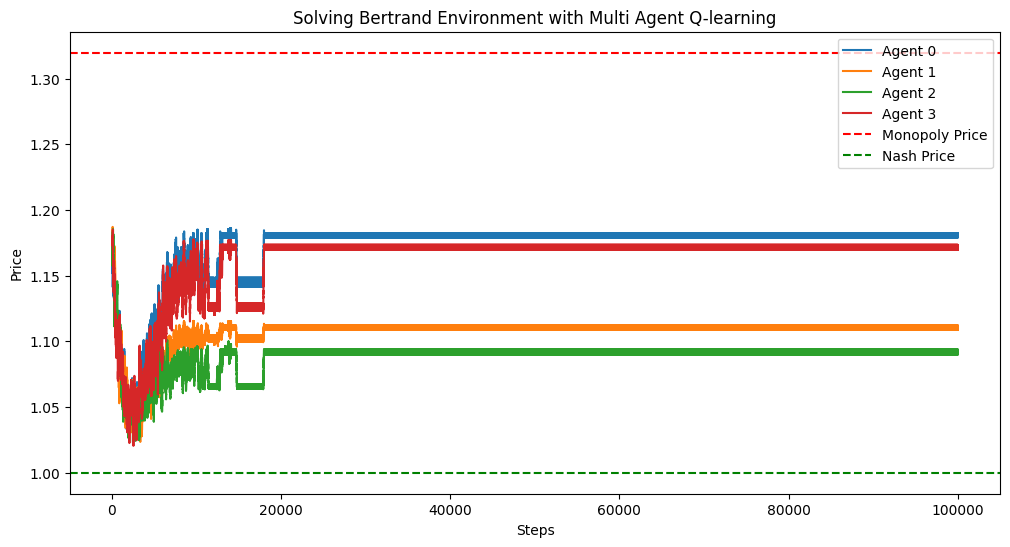 Solving Bertrand Environment with Multi Agent Q-learning
Price
1.30
1.25
1.20
1.15
1.10
1.05
1.00
Agent 0
Agent 1
Agent 2
Agent 3
Monopoly Price
Nash Price
0
20000
40000
60000
80000
100000
Steps